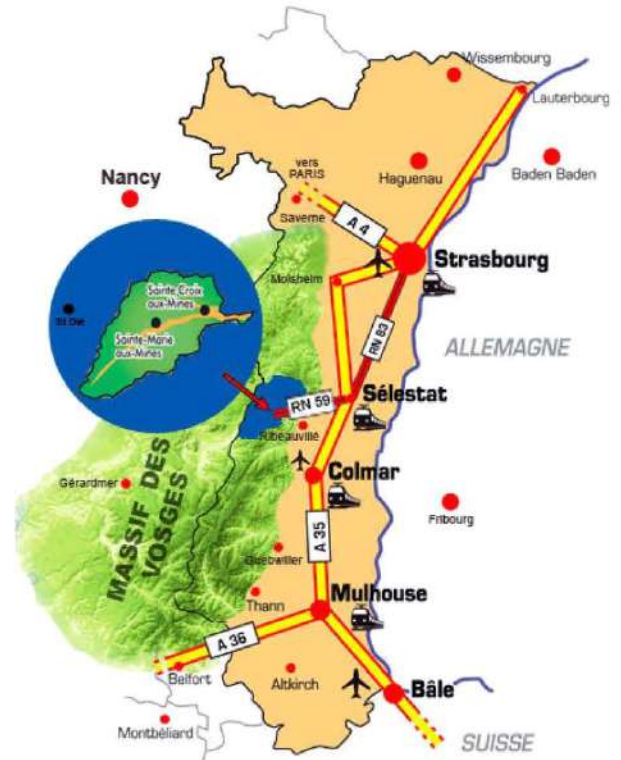 Wissembourg
Lauterbourg
vers
PARIS
Haguenau
Baden Baden
Nancy
Saverne
A 4
Strasbourg
Molsheim
Sainte Croix
aux-Mines
St Dié
Sainte-Marie
aux-Mines
RN 83
ALLEMAGNE
RN 59
Sélestat
Ribeauvillé
Colmar
Gérardmer
MASSIF DES
VOSGES
Fribourg
A 35
Guebwiller
Thann
Mulhouse
A 36
Belfort
Altkirch
Bâle
Montbéliard
SUISSE